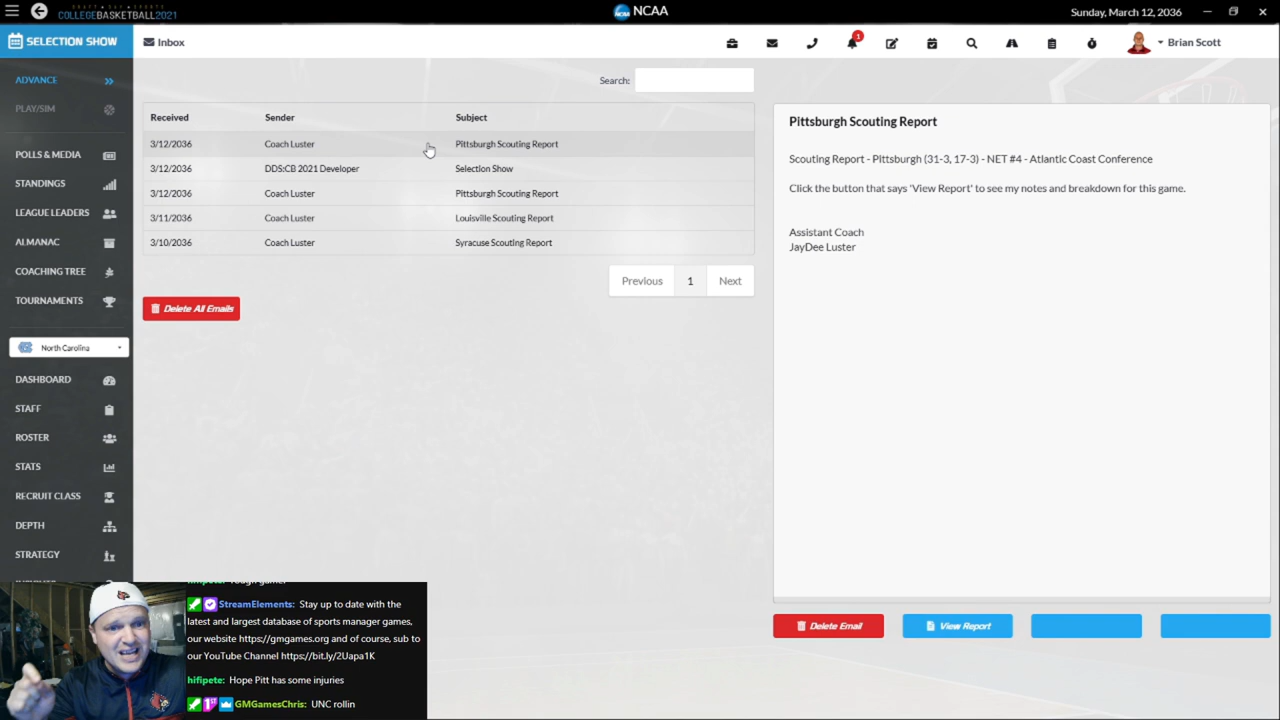 DRAFT DAY SPORTS
COLLEGEBASKETBALL2021
NCAA
Sunday, March 12, 2036
SELECTION SHOW
Inbox
1
Brian Scott
ADVANCE
PLAY/SIM
POLLS & MEDIA
STANDINGS
LEAGUE LEADERS
ALMANAC
COACHING TREE
TOURNAMENTS
North Carolina
DASHBOARD
STAFF
ROSTER
STATS
RECRUIT CLASS
DEPTH
STRATEGY
Search:
Received Sender Subject
3/12/2036 Coach Luster Pittsburgh Scouting Report
3/12/2036 DDS:CB 2021 Developer Selection Show
3/12/2036 Coach Luster Pittsburgh Scouting Report
3/11/2036 Coach Luster Louisville Scouting Report
3/10/2036 Coach Luster Syracuse Scouting Report
Previous 1 Next
Delete All Emails
Pittsburgh Scouting Report
Scouting Report - Pittsburgh (31-3, 17-3) - NET #4 - Atlantic Coast Conference
Click the button that says 'View Report' to see my notes and breakdown for this game.
Assistant Coach
JayDee Luster
Delete Email
View Report
StreamElements: Stay up to date with the
latest and largest database of sports manager games,
our website https://gmgames.org and of course, sub to
our YouTube Channel https://bit.ly/2Uapa1K
hifipete: Hope Pitt has some injuries
GMGamesChris: UNC rollin